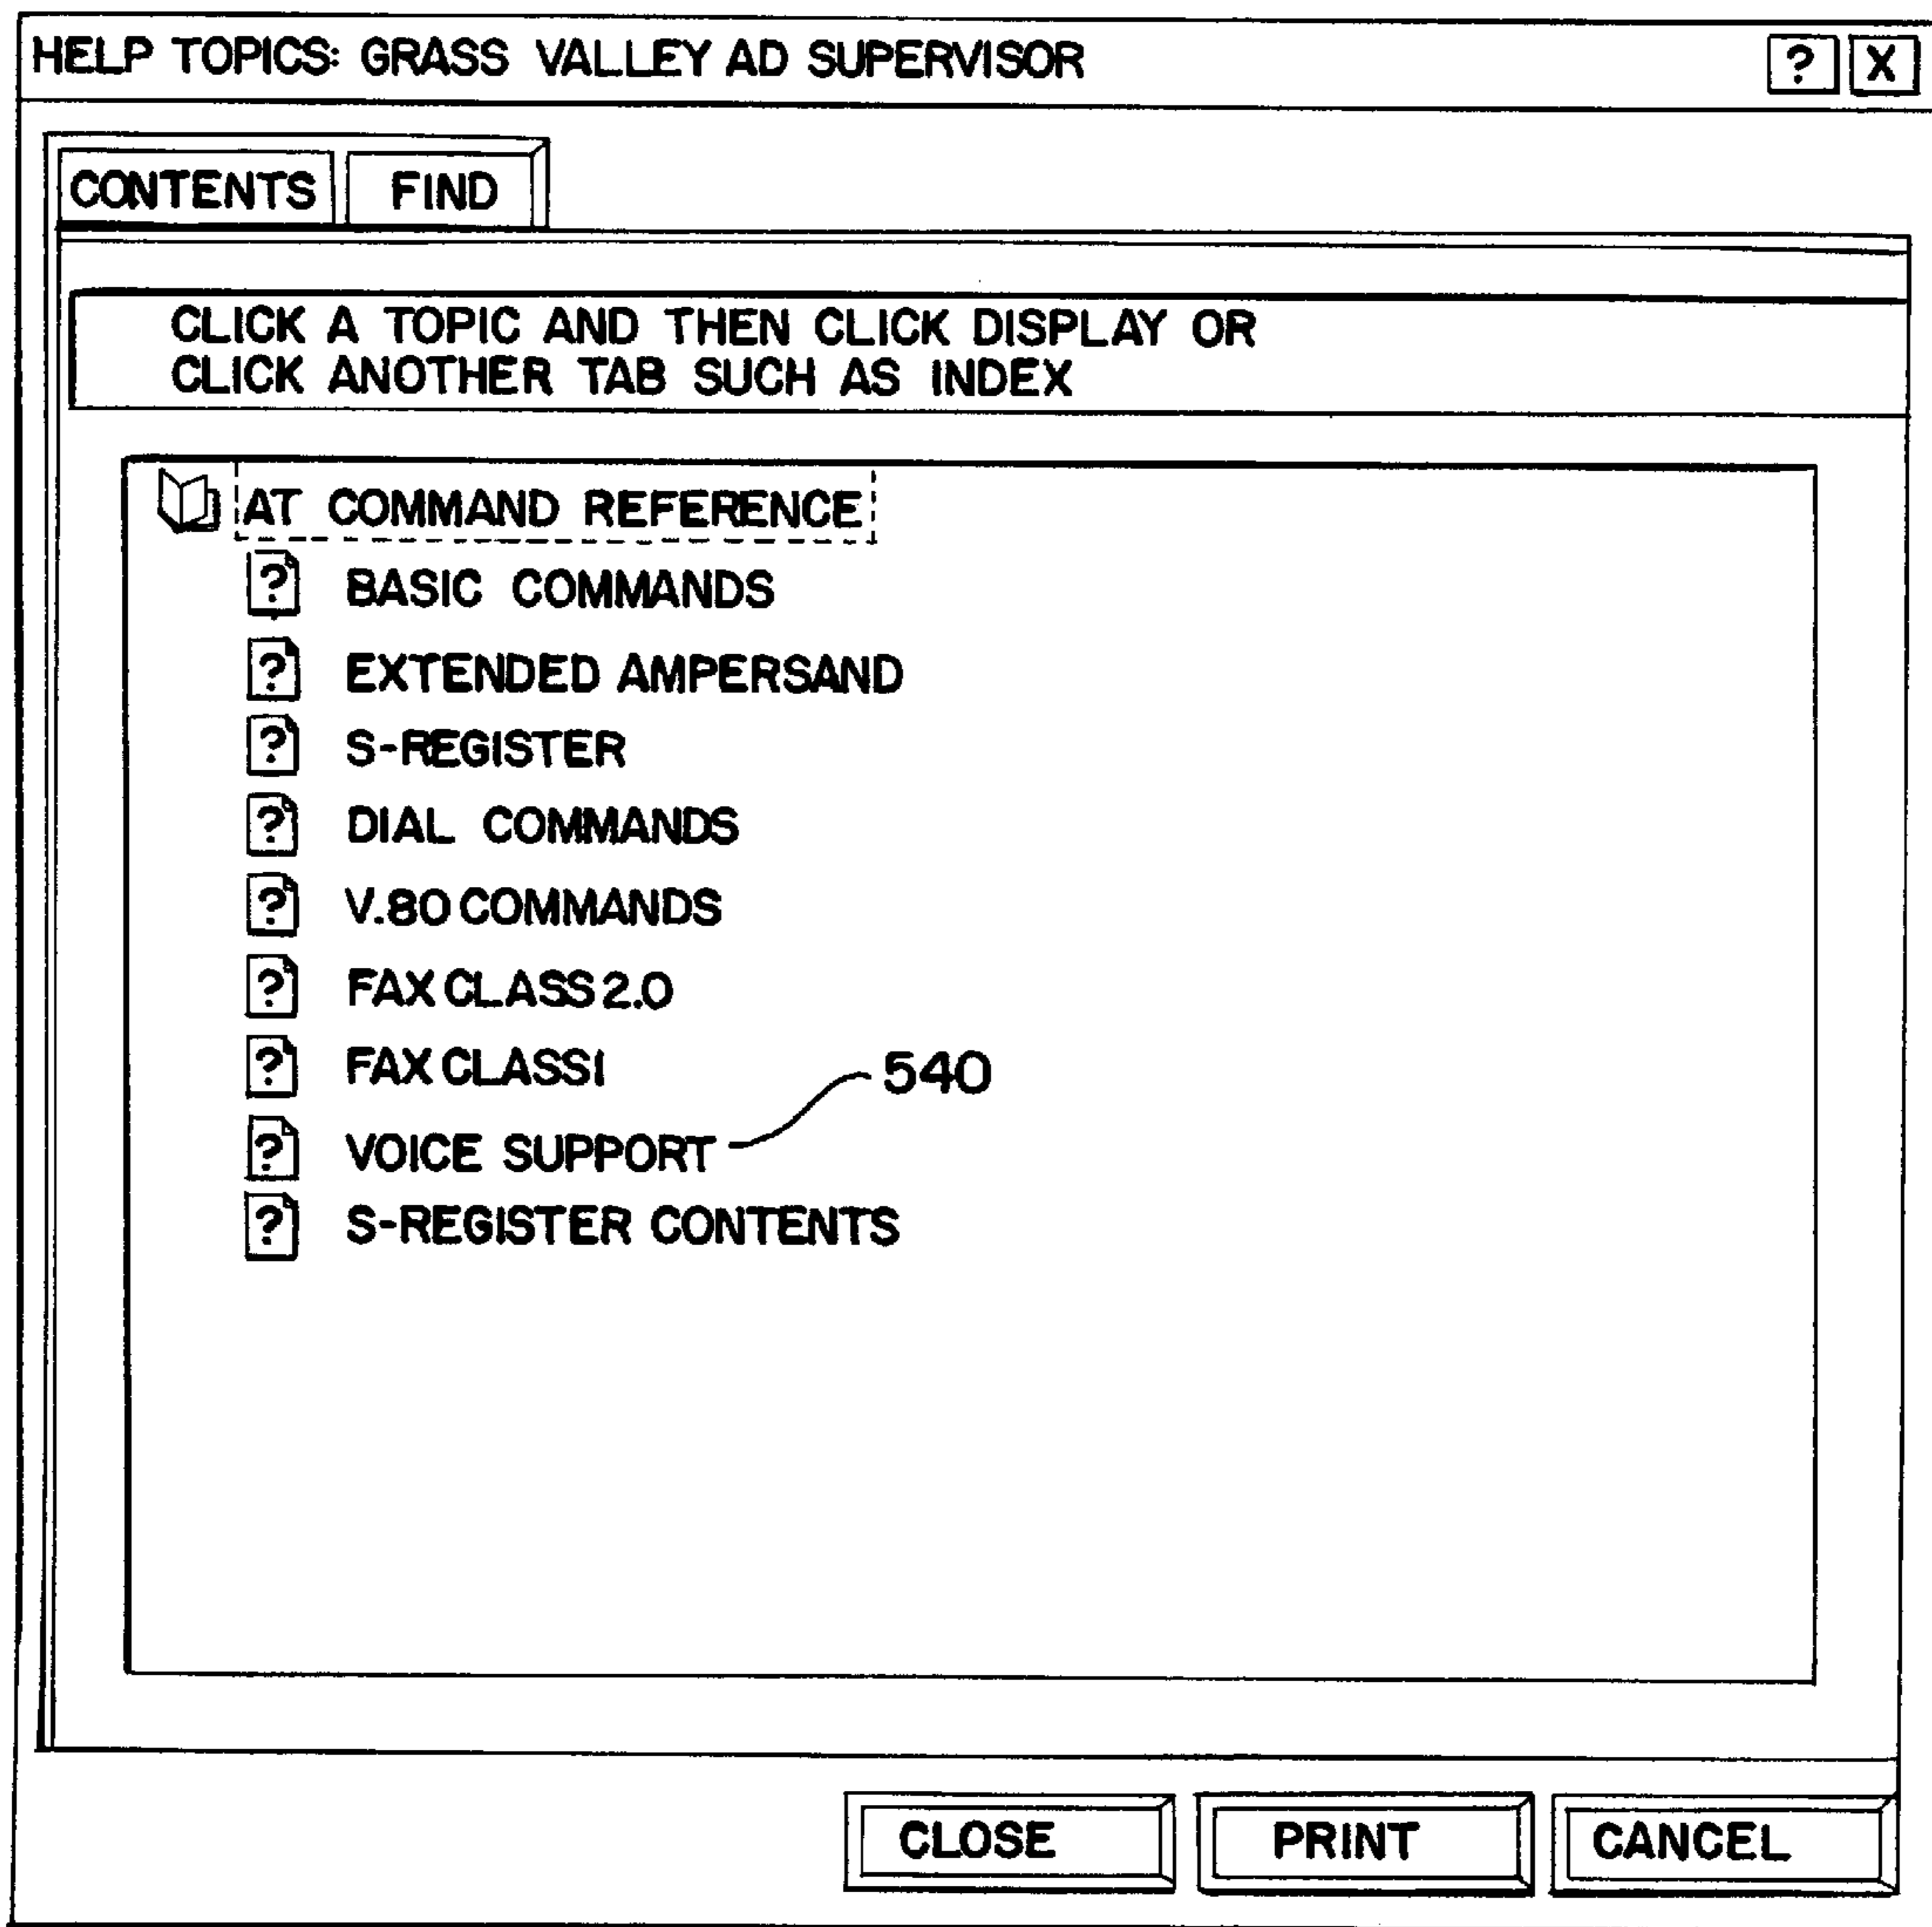 HELP TOPICS: GRASS VALLEY AD SUPERVISOR ? X
CONTENTS FIND
CLICK A TOPIC AND THEN CLICK DISPLAY OR
CLICK ANOTHER TAB SUCH AS INDEX
AT COMMAND REFERENCE
? BASIC COMMANDS
? EXTENDED AMPERSAND
? S-REGISTER
? DIAL COMMANDS
? V.80 COMMANDS
? FAX CLASS 2.0
? FAX CLASS 1
540
? VOICE SUPPORT
? S-REGISTER CONTENTS
CLOSE PRINT CANCEL